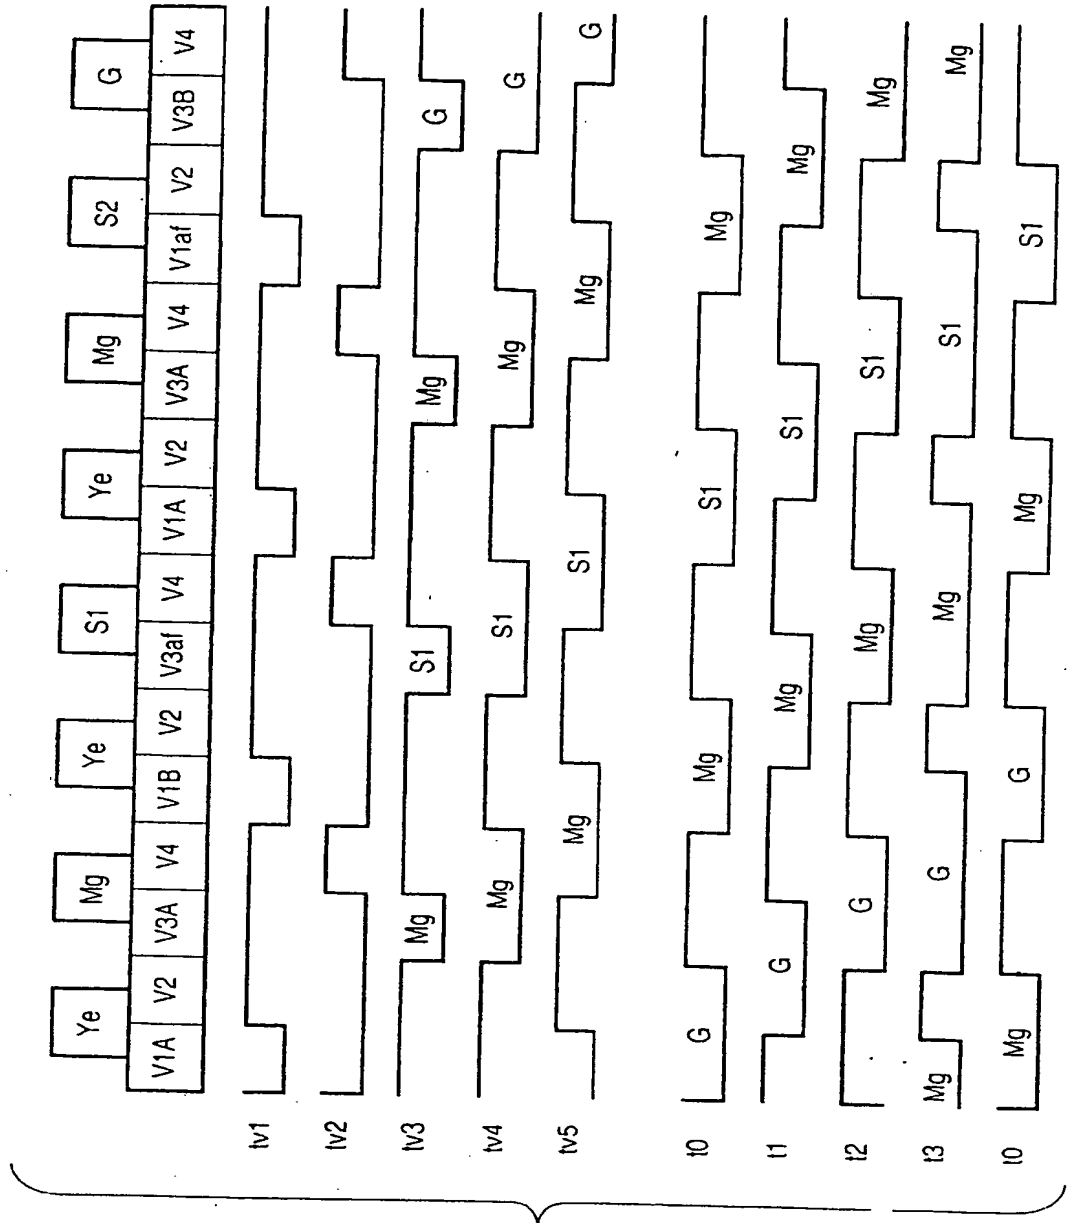 Ye Mg Ye S1 Ye Mg S2 G
V1A V2 V3A V4 V1B V2 V3af V4 V1A V2 V3A V4 V1af V2 V3B V4
tv1
tv2
tv3 Mg S1 Mg G
tv4 Mg S1 Mg G
tv5 Mg S1 Mg G
t0 G Mg S1 Mg
t1 G Mg S1 Mg
t2 G Mg S1 Mg
t3 Mg G Mg S1 Mg
t0 Mg G Mg S1